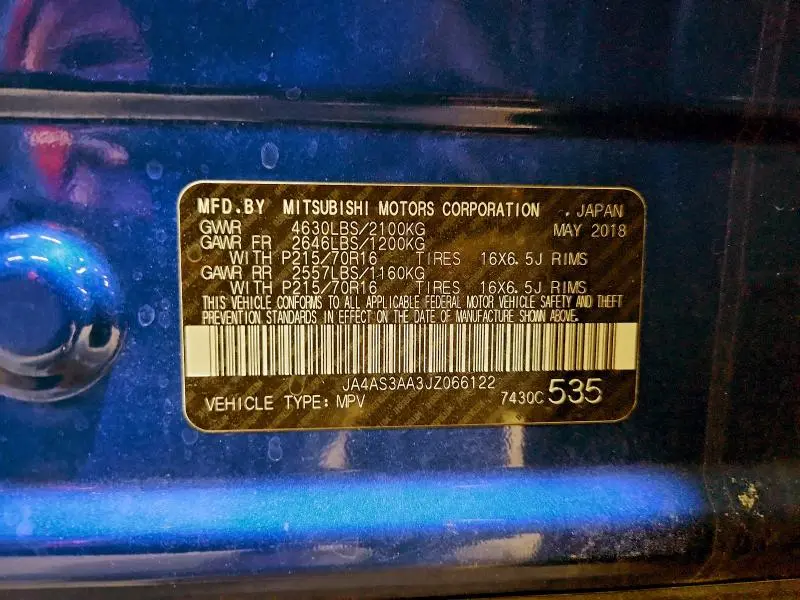 MFD.BY MITSUBISHI MOTORS CORPORATION , JAPAN
GWVR 4630LBS/2100KG MAY 2018
GAWR FR 2646LBS/1200KG
WITH P215/70R16 TIRES 16X6.5J RIMS
GAWR RR 2557LBS/1160KG
WITH P215/70R16 TIRES 16X6.5J RIMS
THIS VEHICLE CONFORMS TO ALL APPLICABLE FEDERAL MOTOR VEHICLE SAFETY AND THEFT
PREVENTION STANDARDS IN EFFECT ON THE DATE OF MANUFACTURE SHOWN ABOVE.
JA4AS3AA3JZ066122
VEHICLE TYPE: MPV 7430C 535